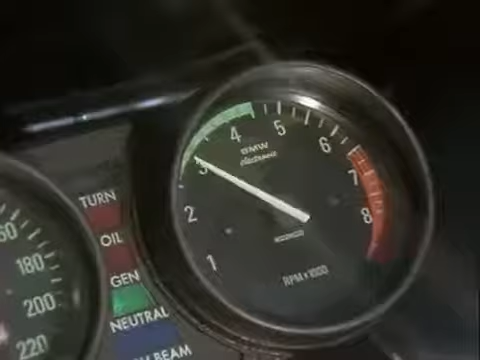 4
5
BMW
electronic
6
3
7
TURN
2
8
OIL
180
1
GEN
RPM×1000
200
NEUTRAL
220
BEAM